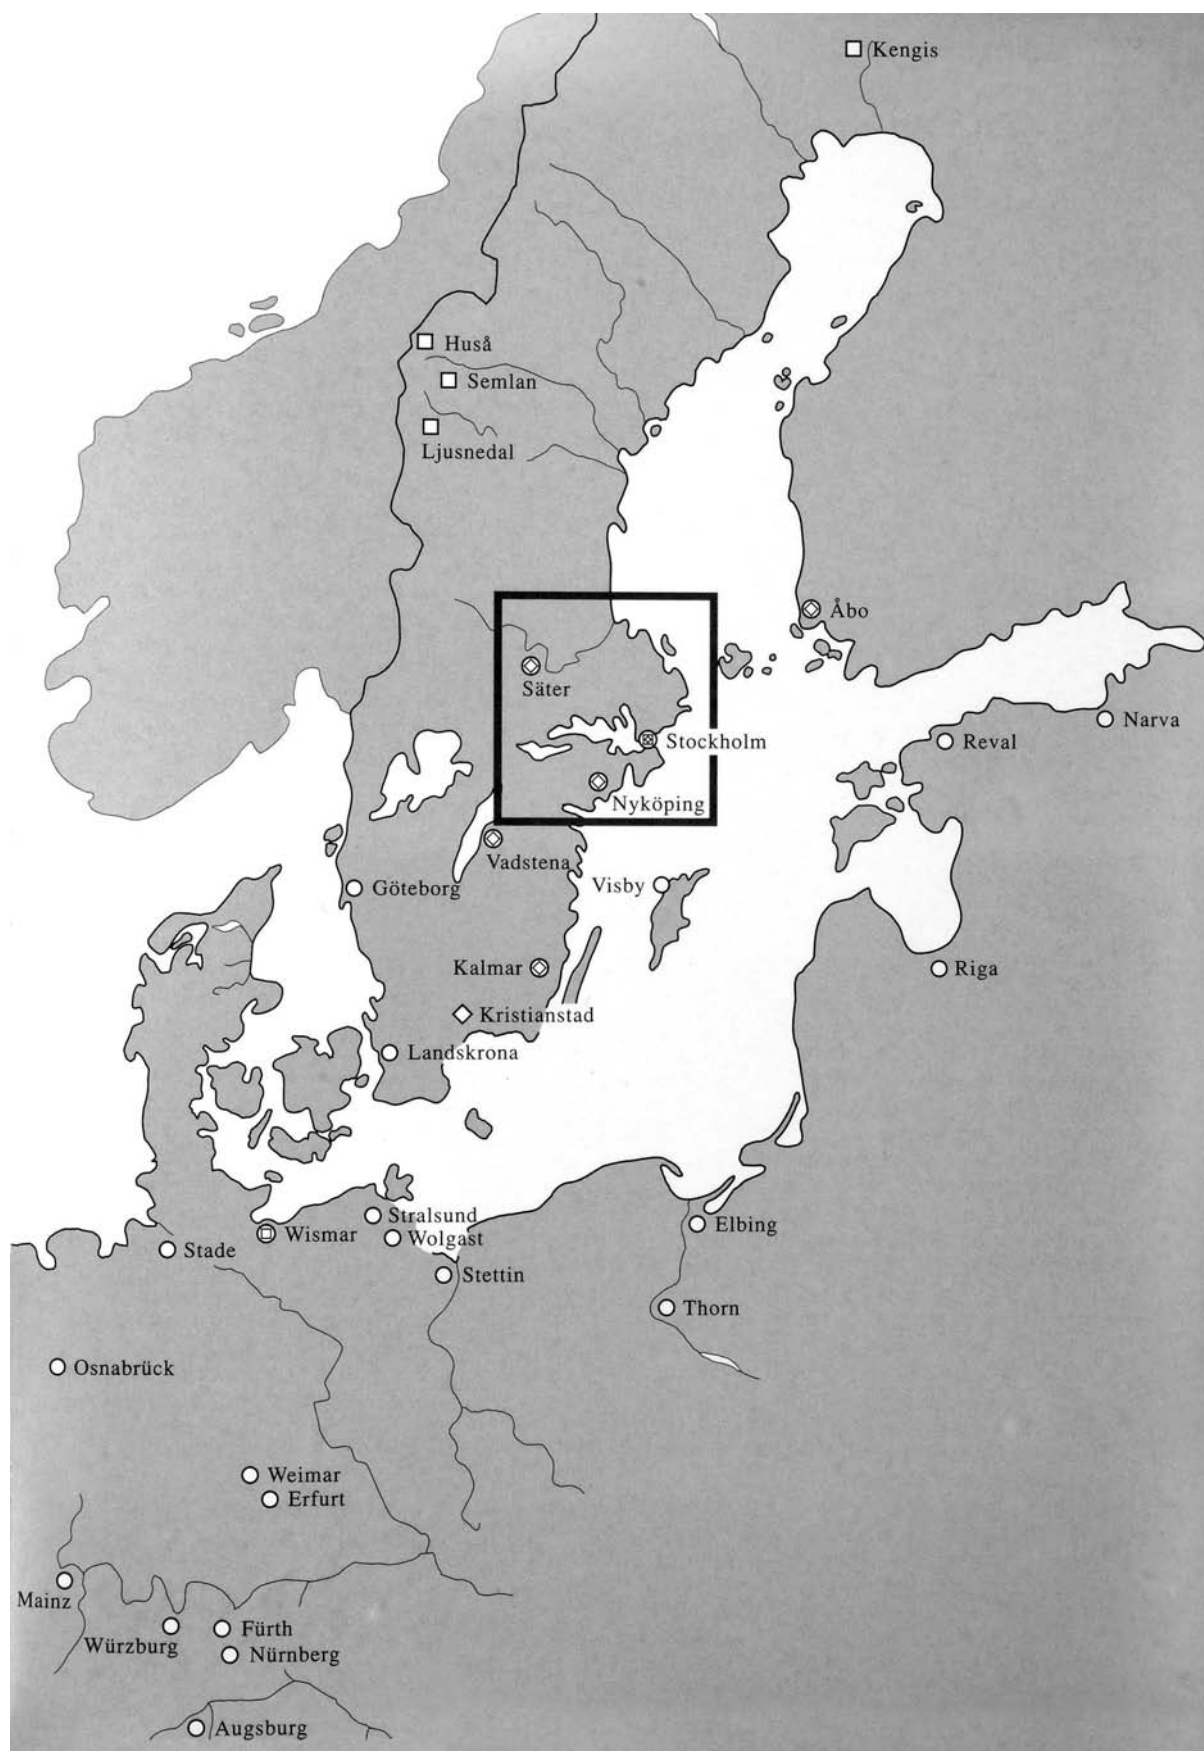 Kengis
Huså
Semlan
Ljusnedal
Åbo
Säter
Narva
Stockholm
Reval
Nyköping
Vadstena
Göteborg
Visby
Kalmar
Riga
Kristianstad
Landskrona
Stralsund
Elbing
Wismar
Wolgast
Stade
Stettin
Thorn
Osnabrück
Weimar
Erfurt
Mainz
Fürth
Würzburg
Nürnberg
Augsburg